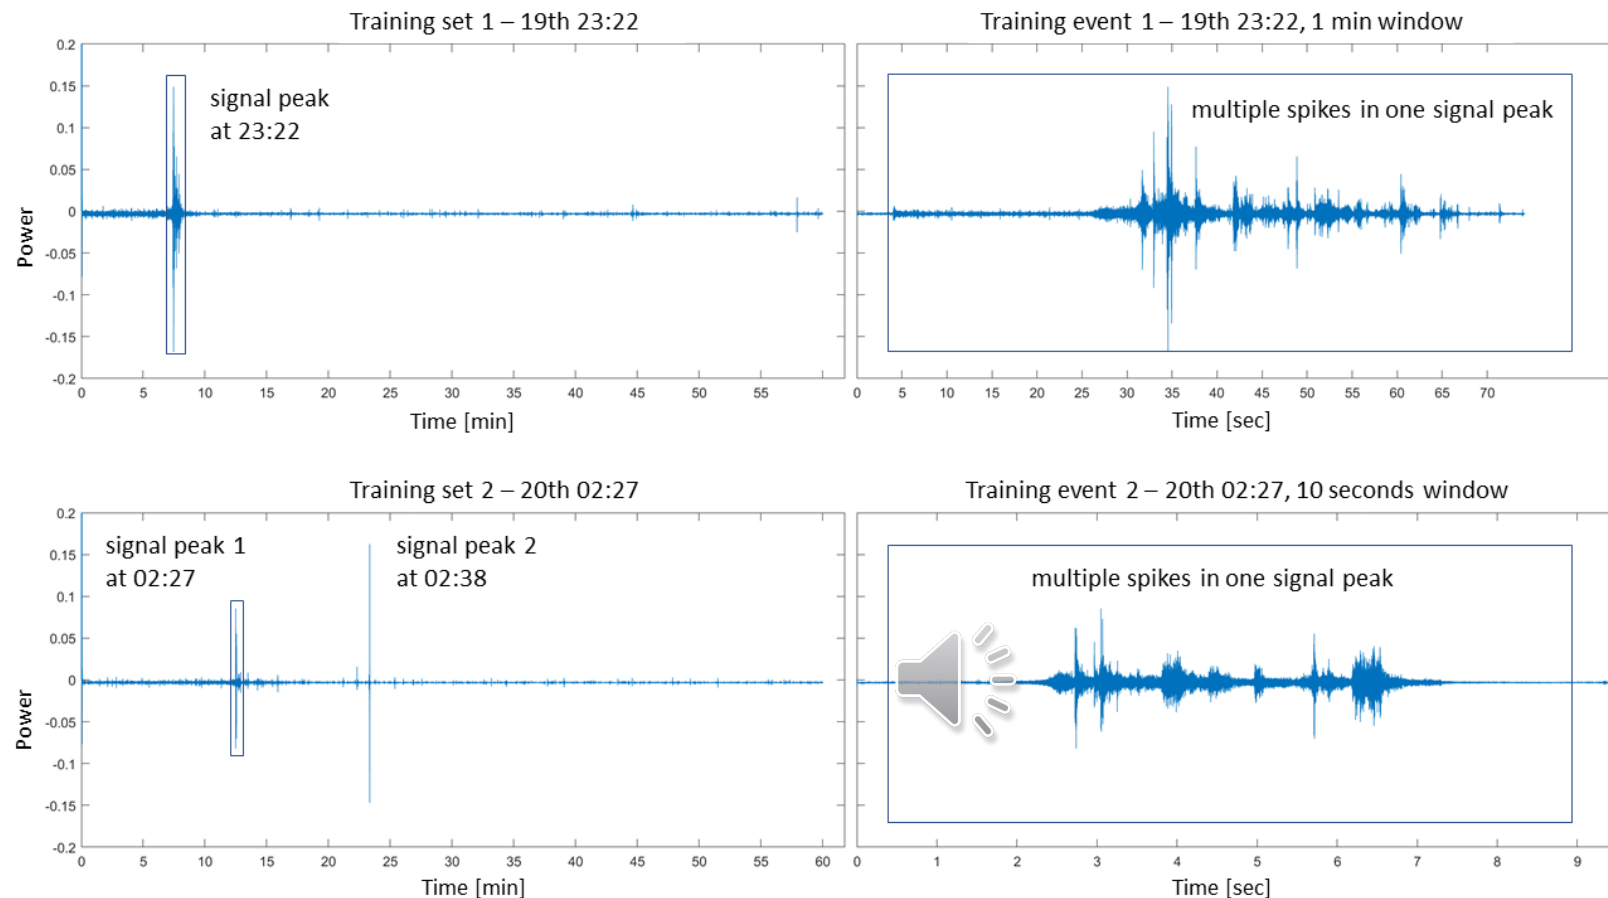 Training set 1 – 19th 23:22
0.2
0.15
0.1
0.05
0
-0.05
-0.1
-0.15
-0.2
Power
signal peak
at 23:22
0 5 10 15 20 25 30 35 40 45 50 55
Time [min]
Training event 1 – 19th 23:22, 1 min window
multiple spikes in one signal peak
0 5 10 15 20 25 30 35 40 45 50 55 60 65 70
Time [sec]
Training set 2 – 20th 02:27
0.2
0.15
0.1
0.05
0
-0.05
-0.1
-0.15
-0.2
Power
signal peak 1
at 02:27
signal peak 2
at 02:38
0 5 10 15 20 25 30 35 40 45 50 55 60
Time [min]
Training event 2 – 20th 02:27, 10 seconds window
multiple spikes in one signal peak
0 1 2 3 4 5 6 7 8 9
Time [sec]